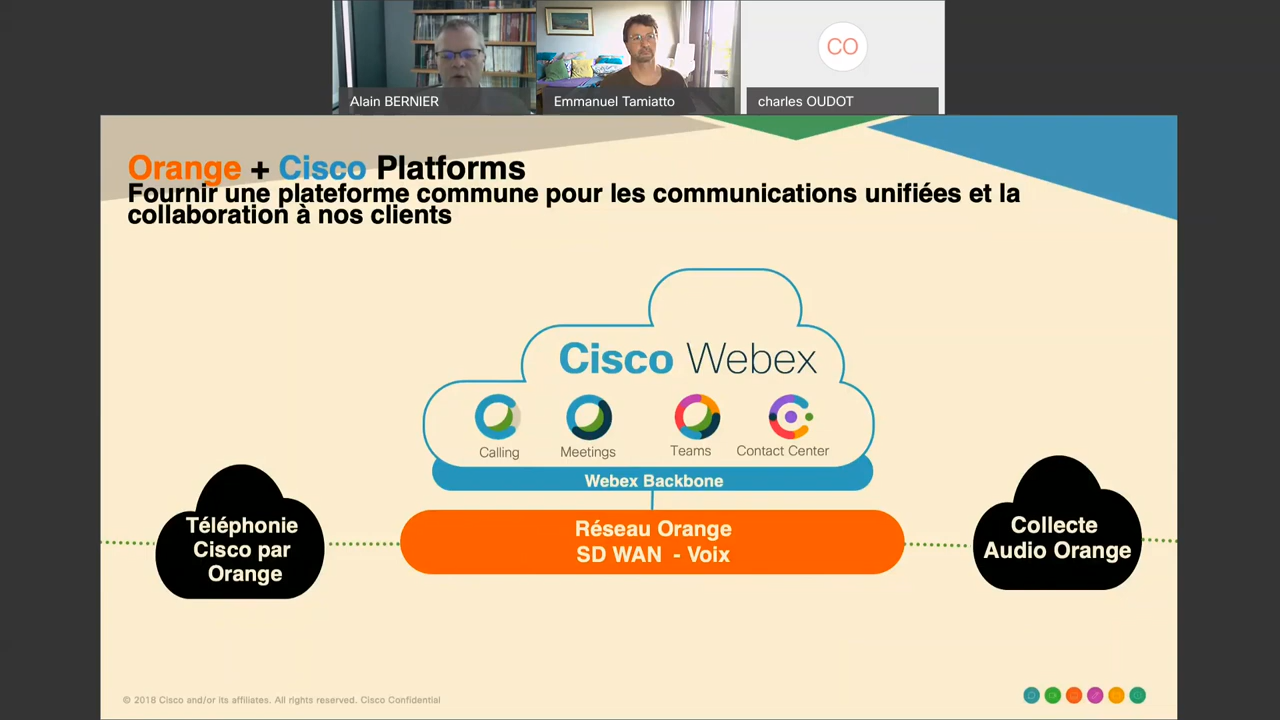 Alain BERNIER
Emmanuel Tamiatto
CO
charles OUDOT
Orange + Cisco Platforms
Fournir une plateforme commune pour les communications unifiées et la
collaboration à nos clients
Cisco Webex
Calling
Meetings
Teams
Contact Center
Webex Backbone
Téléphonie
Cisco par
Orange
Réseau Orange
SD WAN - Voix
Collecte
Audio Orange
© 2018 Cisco and/or its affiliates. All rights reserved. Cisco Confidential